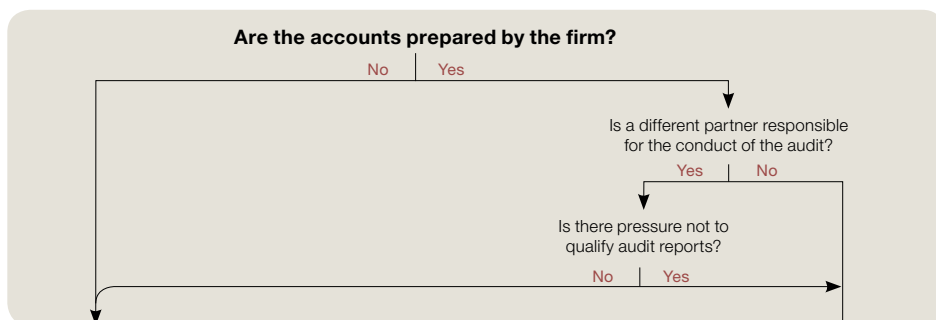 Are the accounts prepared by the firm?
No Yes
Is a different partner responsible
for the conduct of the audit?
Yes No
Is there pressure not to
qualify audit reports?
No Yes